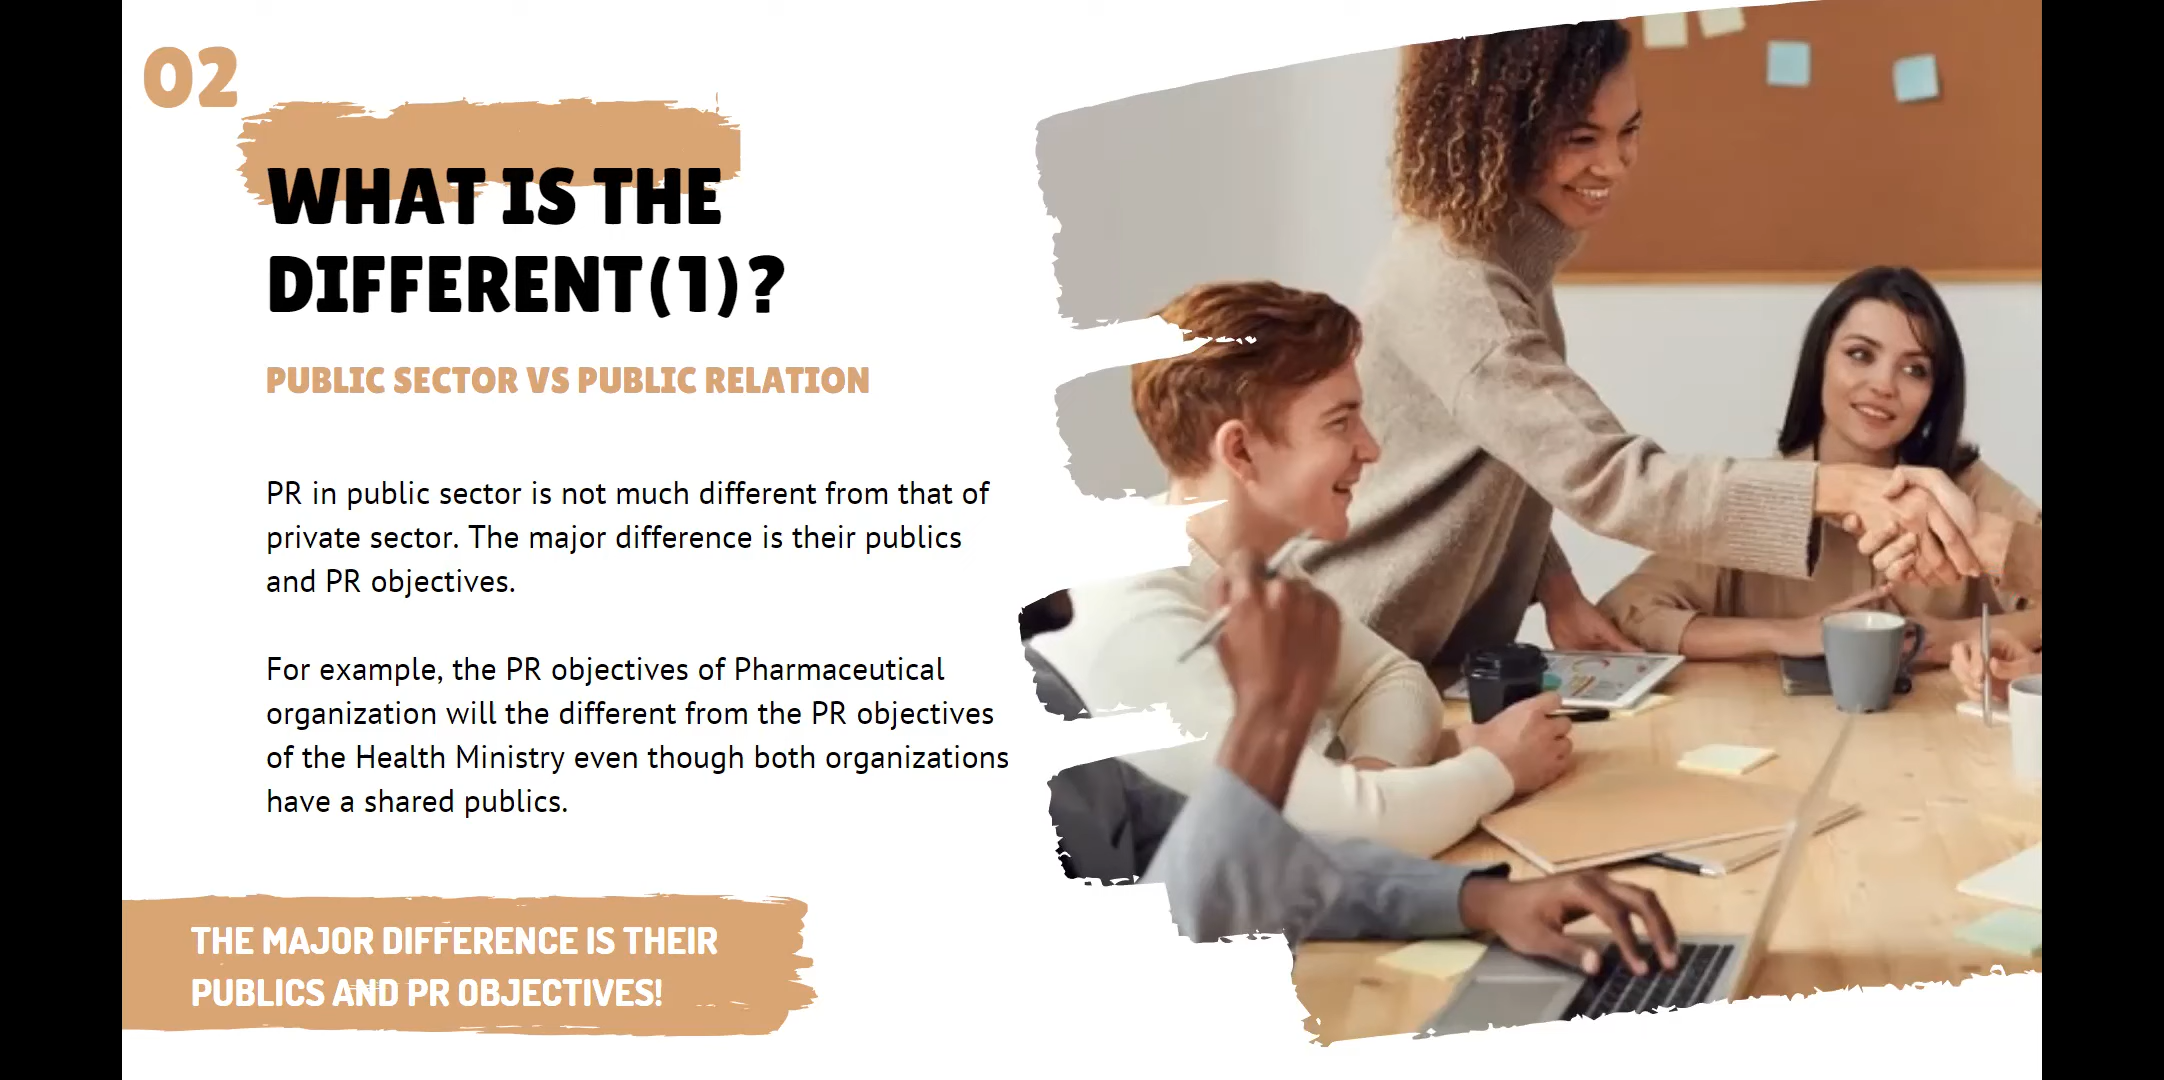 02
WHAT IS THE
DIFFERENT(1)?
PUBLIC SECTOR VS PUBLIC RELATION
PR in public sector is not much different from that of
private sector. The major difference is their publics
and PR objectives.
For example, the PR objectives of Pharmaceutical
organization will the different from the PR objectives
of the Health Ministry even though both organizations
have a shared publics.
THE MAJOR DIFFERENCE IS THEIR
PUBLICS AND PR OBJECTIVES!